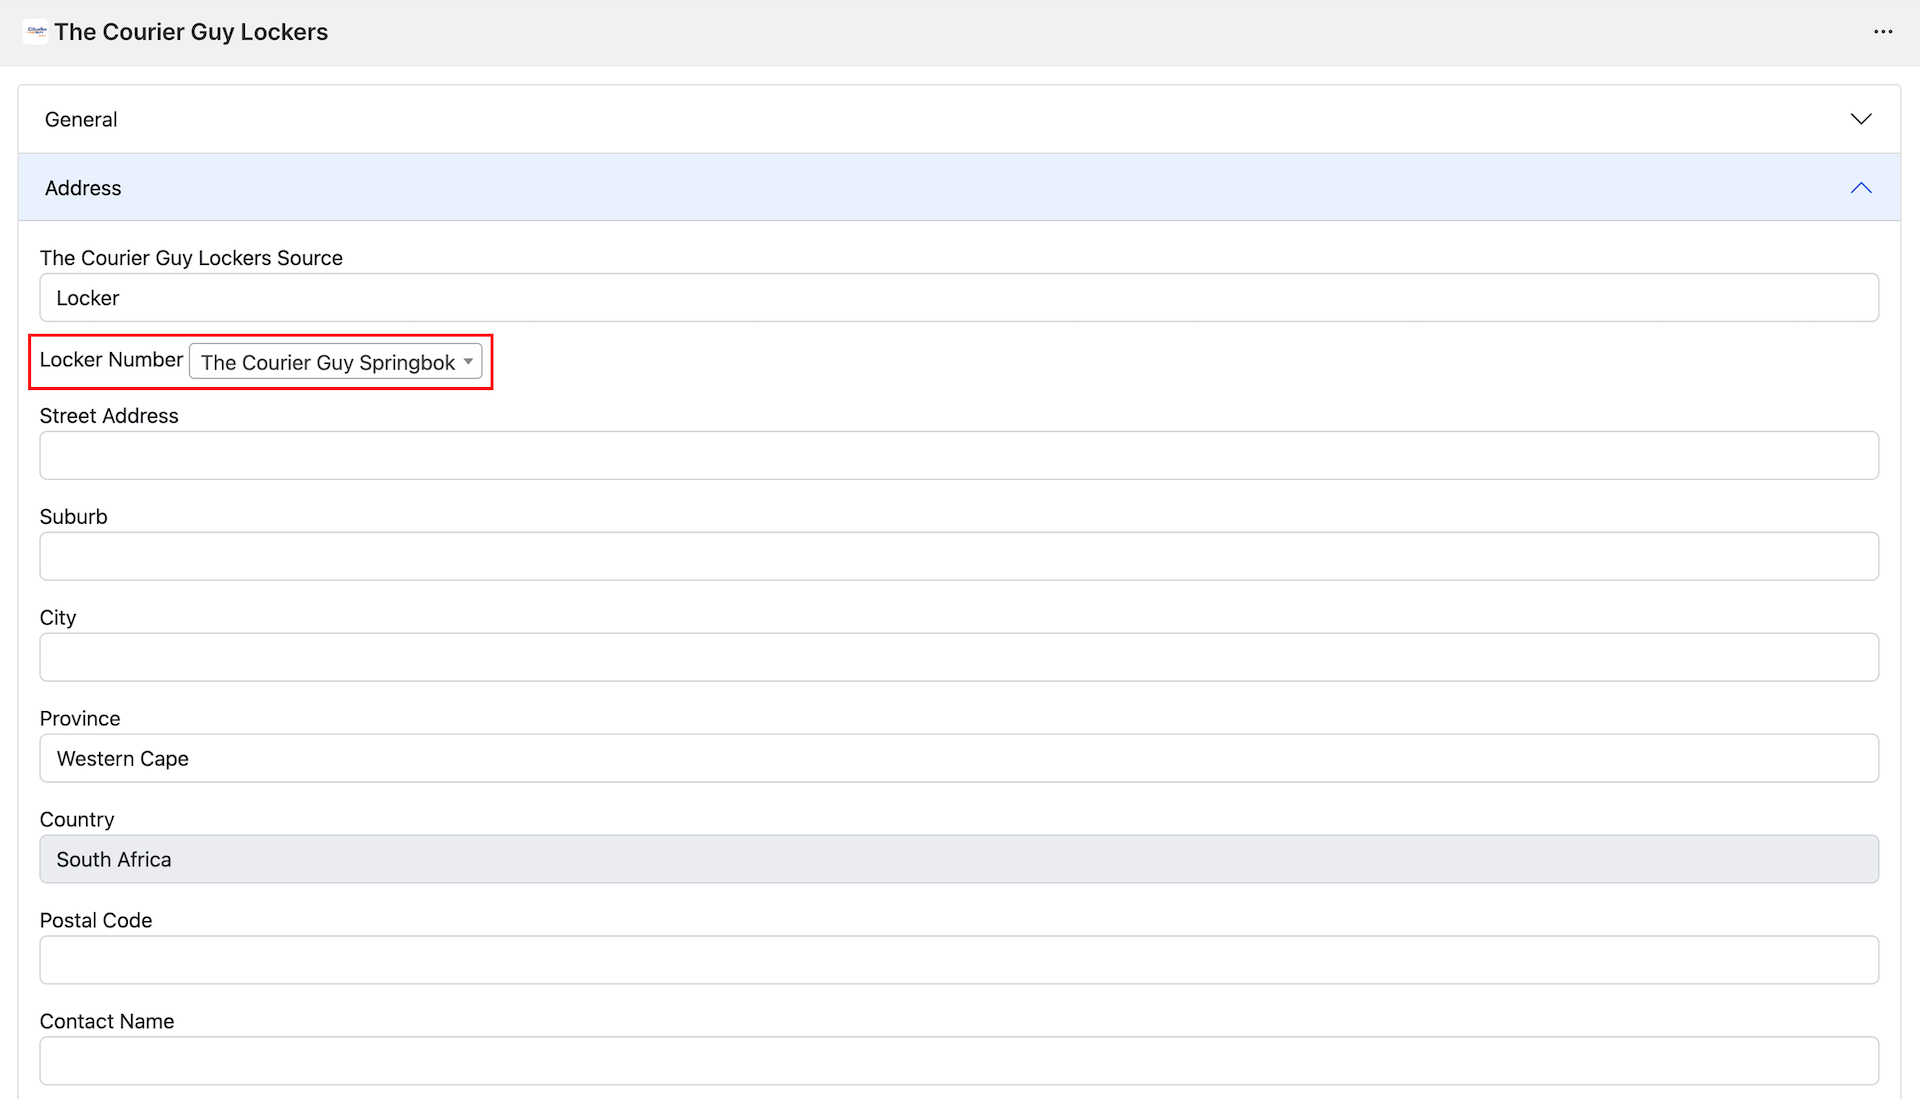 The Courier Guy Lockers
General
Address
The Courier Guy Lockers Source
Locker
Locker Number The Courier Guy Springbok
Street Address
Suburb
City
Province
Western Cape
Country
South Africa
Postal Code
Contact Name